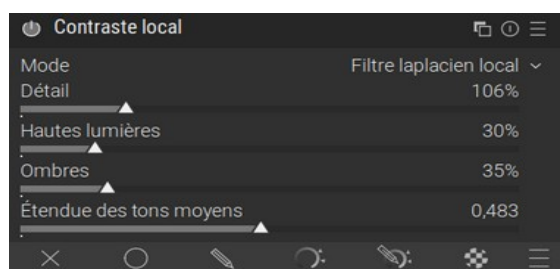 Contraste local
Mode Filtre laplacien local
Détail 106%
Hautes lumières 30%
Ombres 35%
Étendue des tons moyens 0,483